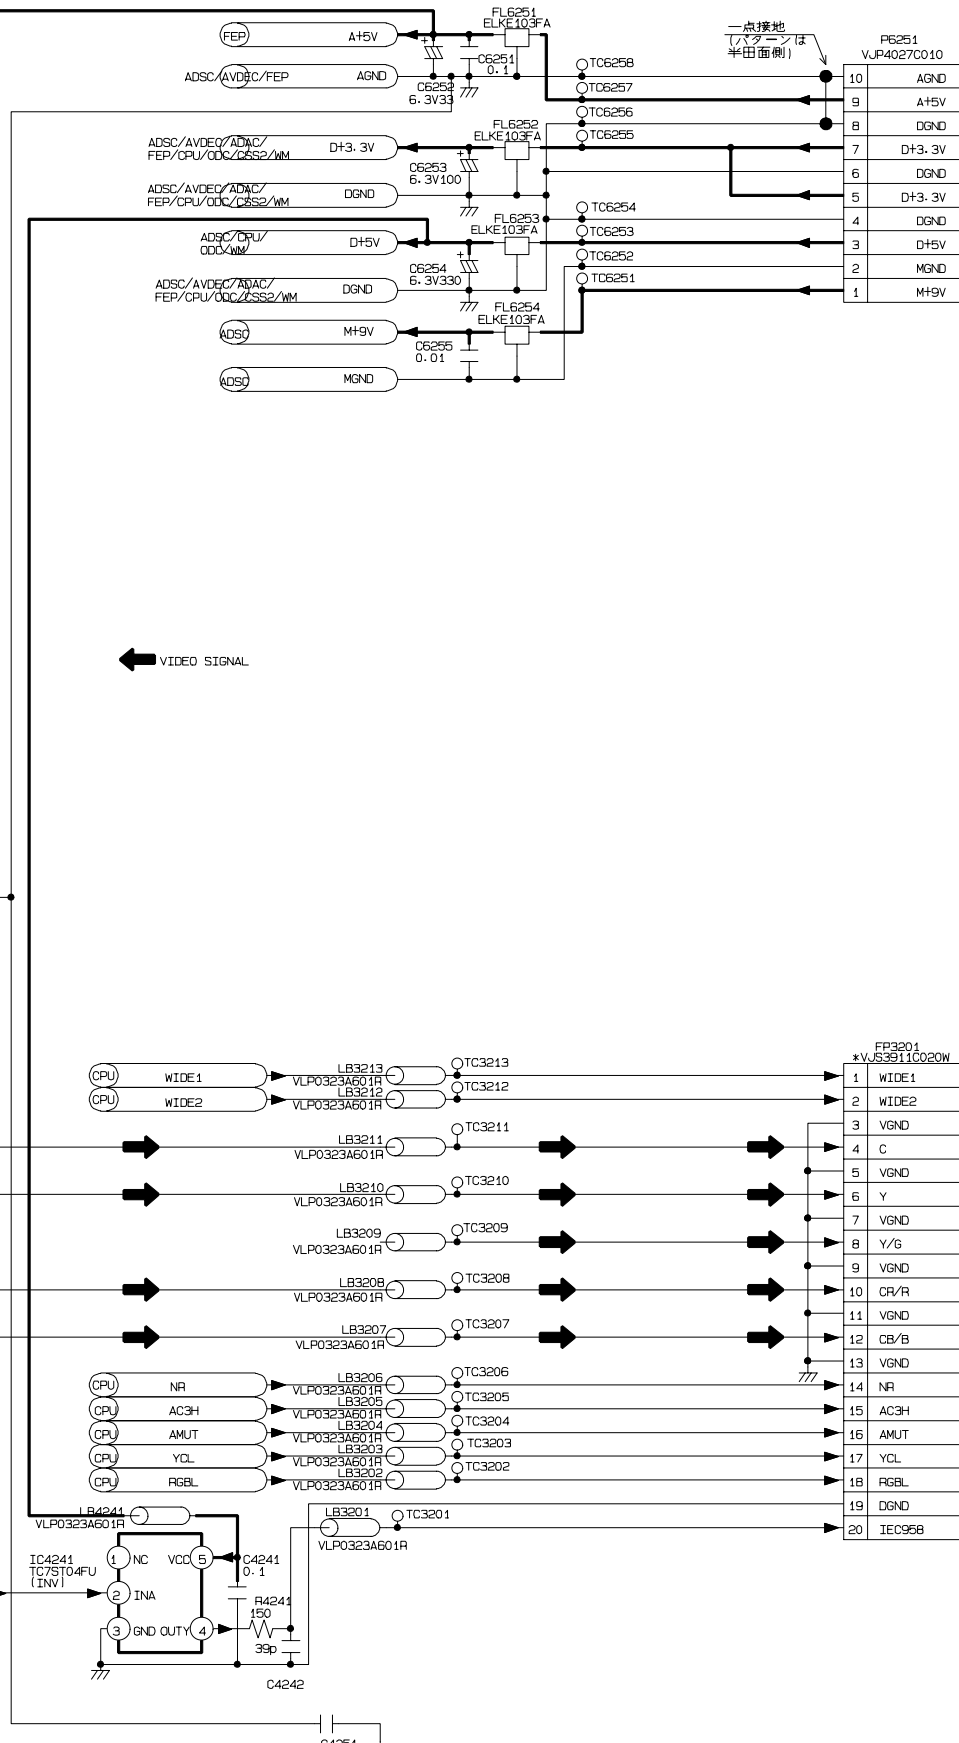 FL6251
ELKE103FA
FEP
A+5V
C6251
0.1
ADSC/AVDEC/FEP
AGND
C6252
6.3V33
TC6258
TC6257
TC6256
TC6255
一点接地
(パターンは
半田面側)
P6251
VJP4027C010
10 AGND
9 A+5V
8 DGND
7 D+3.3V
6 DGND
5 D+3.3V
4 DGND
3 D+5V
2 MGND
1 M+9V
FL6252
ELKE103FA
ADSC/AVDEC/ADAC/
FEP/CPU/ODC/CSS2/WM
D+3.3V
C6253
6.3V100
ADSC/AVDEC/ADAC/
FEP/CPU/ODC/CSS2/WM
DGND
FL6253
ELKE103FA
TC6254
TC6253
TC6252
TC6251
ADSC/CPU/
ODC/WM
D+5V
C6254
6.3V330
ADSC/AVDEC/ADAC/
FEP/CPU/ODC/CSS2/WM
DGND
FL6254
ELKE103FA
ADSC
M+9V
C6255
0.01
ADSC
MGND
VIDEO SIGNAL
FP3201
*VJS3911C020W
CPU WIDE1 LB3213 VLP0323A601R TC3213 1 WIDE1
CPU WIDE2 LB3212 VLP0323A601R TC3212 2 WIDE2
3 VGND
LB3211 VLP0323A601R TC3211 4 C
5 VGND
LB3210 VLP0323A601R TC3210 6 Y
7 VGND
LB3209 VLP0323A601R TC3209 8 Y/G
9 VGND
LB3208 VLP0323A601R TC3208 10 CR/R
11 VGND
LB3207 VLP0323A601R TC3207 12 CB/B
13 VGND
CPU NR LB3206 VLP0323A601R TC3206 14 NR
CPU AC3H LB3205 VLP0323A601R TC3205 15 AC3H
CPU AMUT LB3204 VLP0323A601R TC3204 16 AMUT
CPU YCL LB3203 VLP0323A601R TC3203 17 YCL
CPU RGBL LB3202 VLP0323A601R TC3202 18 RGBL
19 DGND
LB3201 VLP0323A601R TC3201 20 IEC958
LB4241
VLP0323A601R
IC4241
TC7ST04FU
(INV)
1 NC VCC 5
2 INA
3 GND OUTY 4
C4241
0.1
R4241
150
39p
C4242